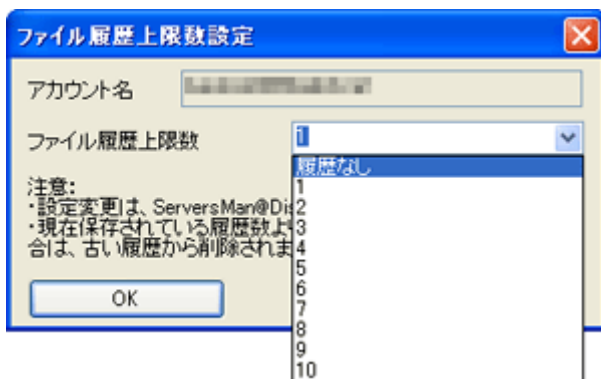 ファイル履歴上限数設定
アカウント名
ファイル履歴上限数
1
履歴なし
1
2
3
4
5
6
7
8
9
10
注意:
・設定変更は、ServersMan@Dis
・現在保存されている履歴数よ
合は、古い履歴から削除されま
OK